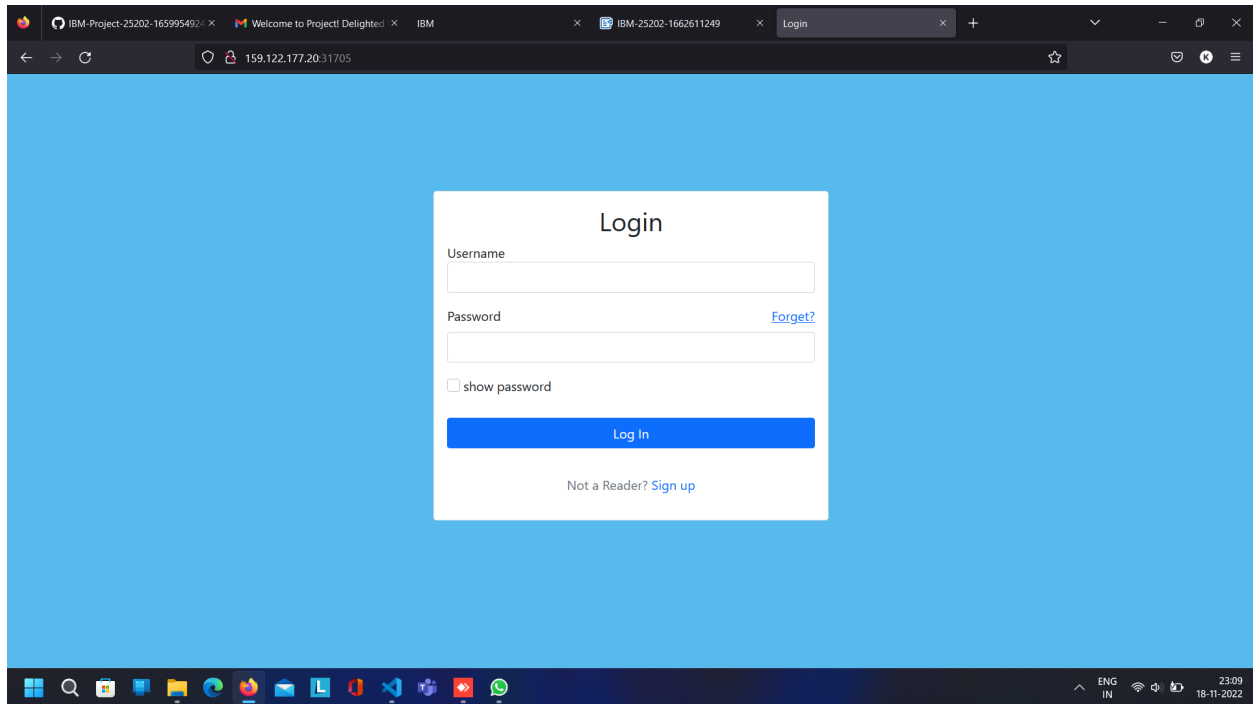 IBM-Project-25202-1659954924 Welcome to Project! Delighted IBM IBM-25202-1662611249 Login
159.122.177.20:31705 K
Login
Username
Password Forget?
show password
Log In
Not a Reader? Sign up
L ENG 23:09
IN 18-11-2022